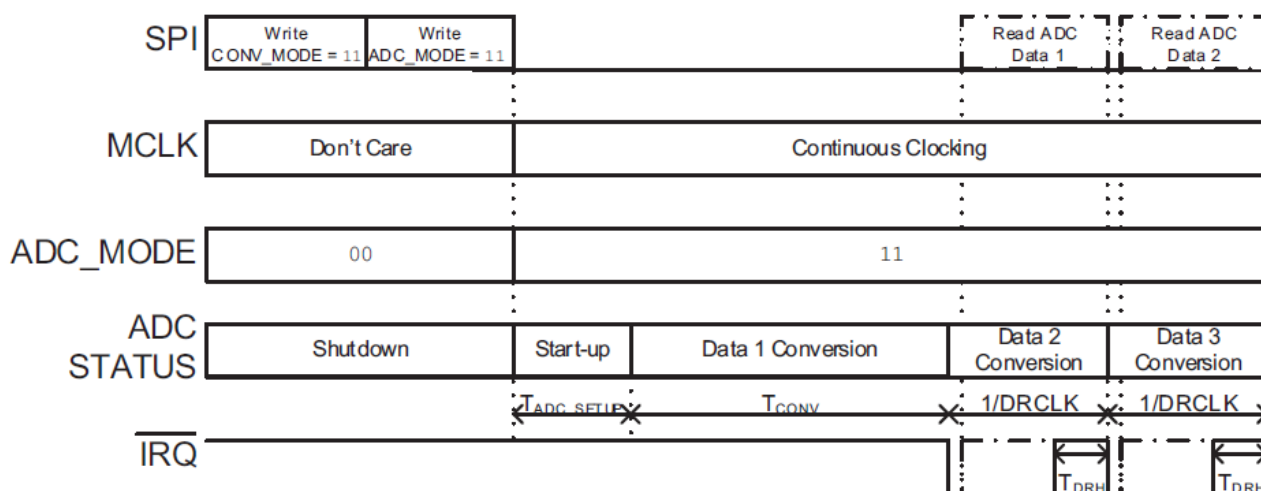 SPI
Write
CONV_MODE = 11
Write
ADC_MODE = 11
Read ADC
Data 1
Read ADC
Data 2
MCLK
Don't Care
Continuous Clocking
ADC_MODE
00
11
ADC
STATUS
Shutdown
Start-up
Data 1 Conversion
Data 2
Conversion
Data 3
Conversion
TADC_SETUP
TCONV
1/DRCLK
1/DRCLK
IRQ
TDRH
TDRH